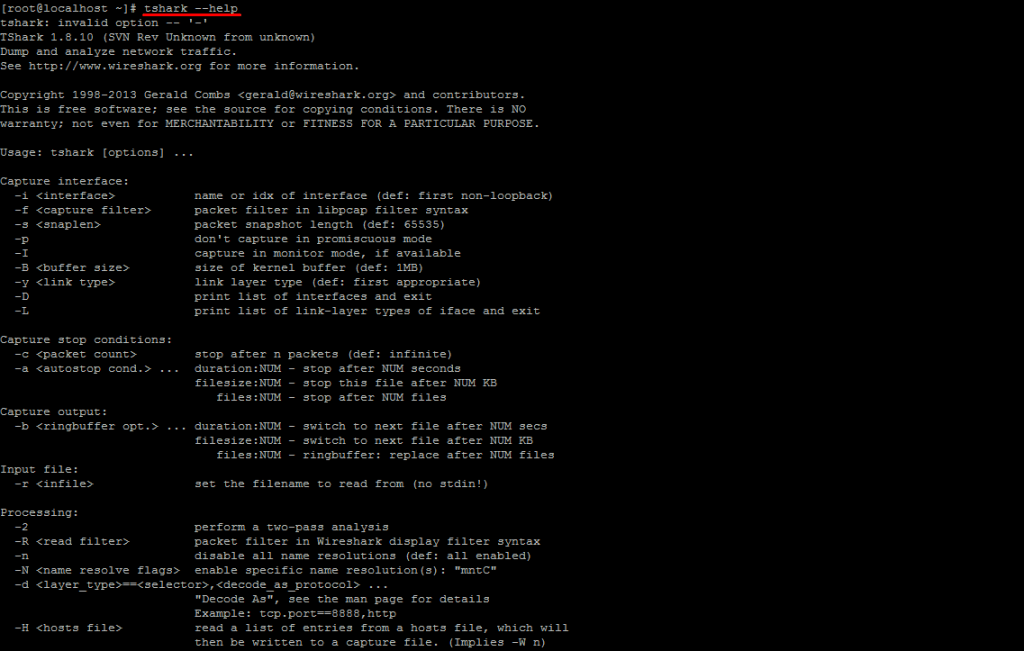 [root@localhost ~]# tshark --help
tshark: invalid option -- '-'
TShark 1.8.10 (SVN Rev Unknown from unknown)
Dump and analyze network traffic.
See http://www.wireshark.org for more information.

Copyright 1998-2013 Gerald Combs <gerald@wireshark.org> and contributors.
This is free software; see the source for copying conditions. There is NO
warranty; not even for MERCHANTABILITY or FITNESS FOR A PARTICULAR PURPOSE.

Usage: tshark [options] ...

Capture interface:
  -i <interface>           name or idx of interface (def: first non-loopback)
  -f <capture filter>      packet filter in libpcap filter syntax
  -s <snaplen>             packet snapshot length (def: 65535)
  -p                       don't capture in promiscuous mode
  -I                       capture in monitor mode, if available
  -B <buffer size>         size of kernel buffer (def: 1MB)
  -y <link type>           link layer type (def: first appropriate)
  -D                       print list of interfaces and exit
  -L                       print list of link-layer types of iface and exit

Capture stop conditions:
  -c <packet count>        stop after n packets (def: infinite)
  -a <autostop cond.> ...  duration:NUM - stop after NUM seconds
                           filesize:NUM - stop this file after NUM KB
                              files:NUM - stop after NUM files
Capture output:
  -b <ringbuffer opt.> ... duration:NUM - switch to next file after NUM secs
                           filesize:NUM - switch to next file after NUM KB
                              files:NUM - ringbuffer: replace after NUM files
Input file:
  -r <infile>              set the filename to read from (no stdin!)

Processing:
  -2                       perform a two-pass analysis
  -R <read filter>         packet filter in Wireshark display filter syntax
  -n                       disable all name resolutions (def: all enabled)
  -N <name resolve flags>  enable specific name resolution(s): "mntC"
  -d <layer_type>==<selector>,<decode_as_protocol> ...
                           "Decode As", see the man page for details
                           Example: tcp.port==8888,http
  -H <hosts file>          read a list of entries from a hosts file, which will
                           then be written to a capture file. (Implies -W n)